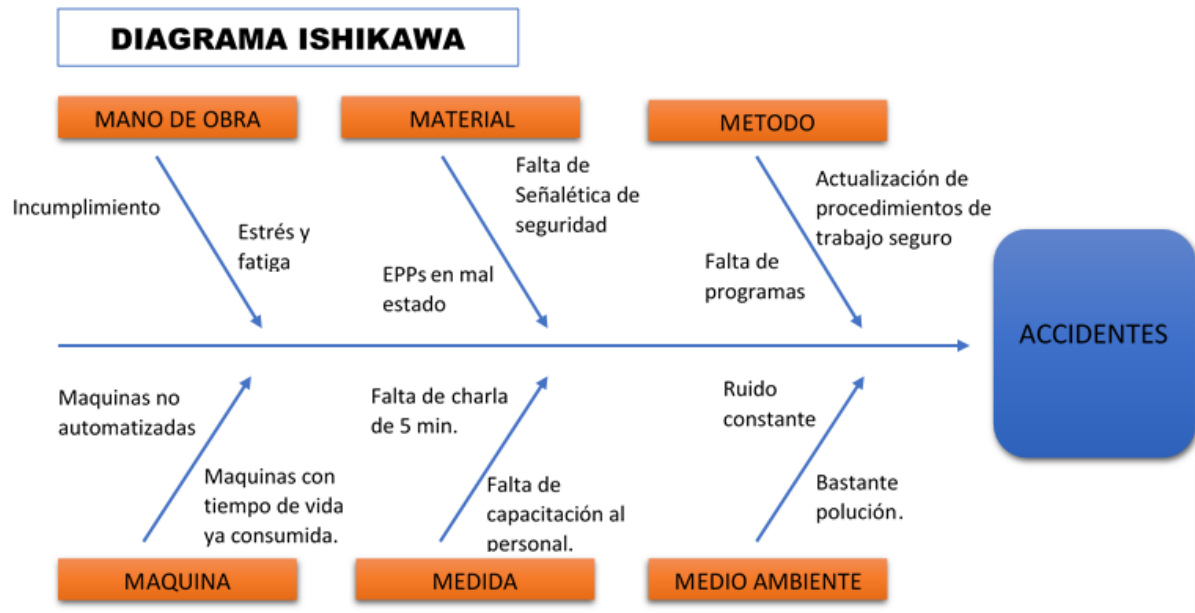 DIAGRAMA ISHIKAWA
MANO DE OBRA
MATERIAL
METODO
Incumplimiento
Estrés y
fatiga
Falta de
Señalética de
seguridad
EPPs en mal
estado
Actualización de
procedimientos de
trabajo seguro
Falta de
programas
ACCIDENTES
Maquinas no
automatizadas
Maquinas con
tiempo de vida
ya consumida.
Falta de charla
de 5 min.
Falta de
capacitación al
personal.
Ruido
constante
Bastante
polución.
MAQUINA
MEDIDA
MEDIO AMBIENTE